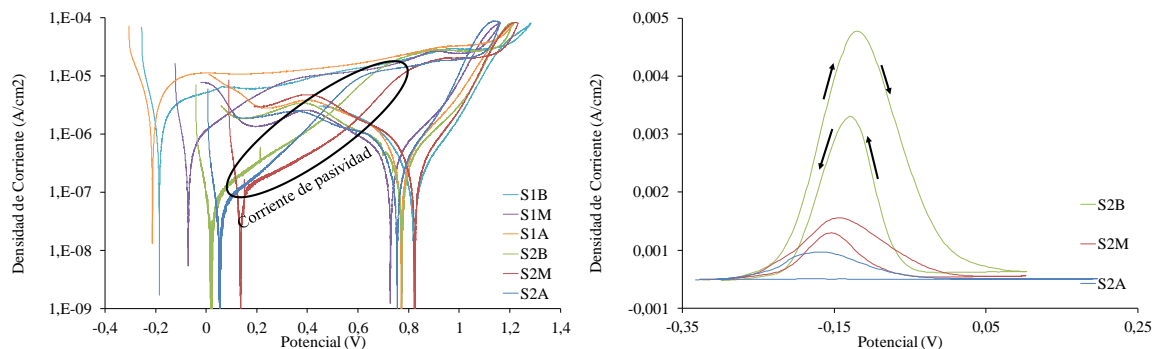 Densidad de Corriente (A/cm2)
1,E-04
1,E-05
1,E-06
1,E-07
1,E-08
1,E-09
-0,4
-0,2
0
0,2
0,4
0,6
0,8
1
1,2
1,4
Potencial (V)
Corriente de pasividad
S1B
S1M
S1A
S2B
S2M
S2A
Densidad de Corriente (A/cm2)
0,005
0,004
0,003
0,002
0,001
-0,001
-0,35
-0,15
0,05
0,25
Potencial (V)
S2B
S2M
S2A